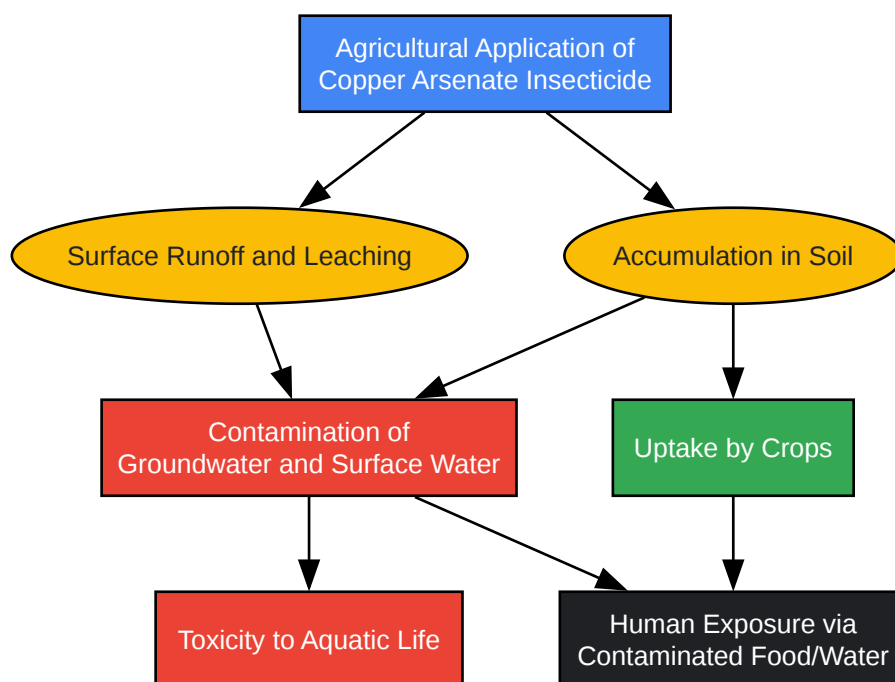 Agricultural Application of
Copper Arsenate Insecticide
Surface Runoff and Leaching
Accumulation in Soil
Contamination of
Groundwater and Surface Water
Uptake by Crops
Toxicity to Aquatic Life
Human Exposure via
Contaminated Food/Water